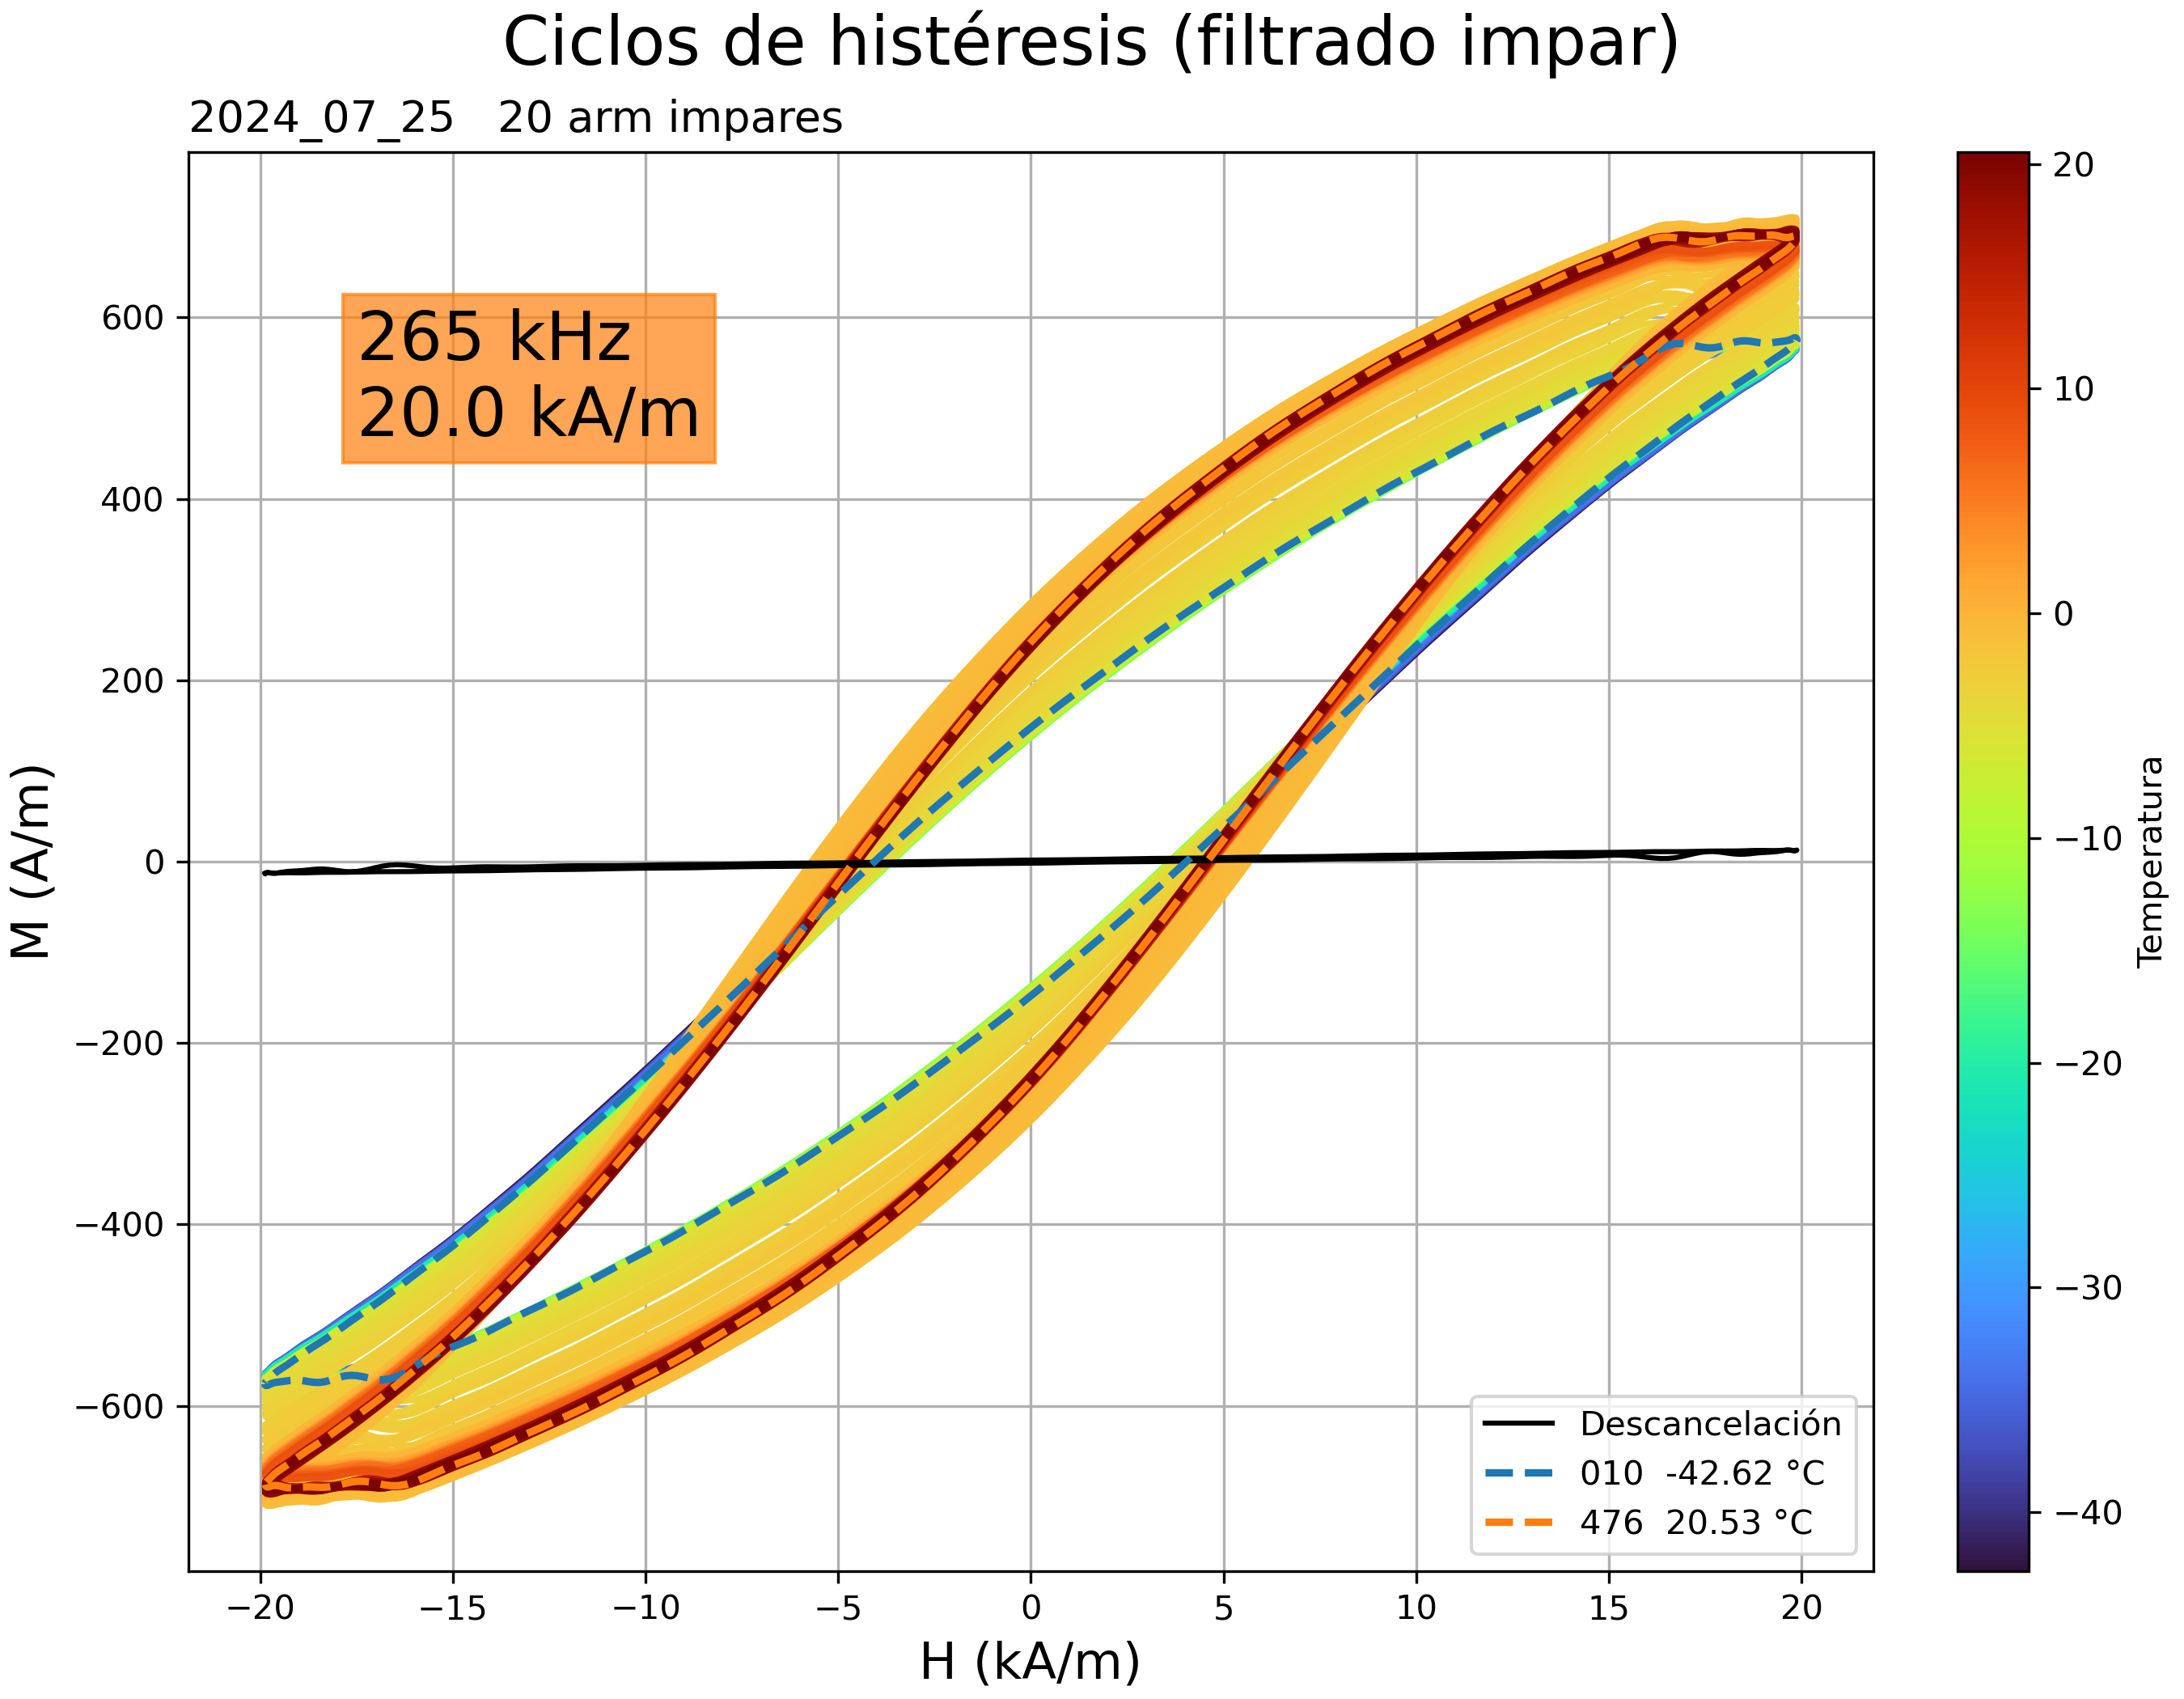 Ciclos de histéresis (filtrado impar)
2024_07_25   20 arm impares
265 kHz
20.0 kA/m
M (A/m)
600
400
200
0
−200
−400
−600
−20
−15
−10
−5
0
5
10
15
20
H (kA/m)
Descancelación
010  -42.62 °C
476  20.53 °C
20
10
0
−10
−20
−30
−40
Temperatura